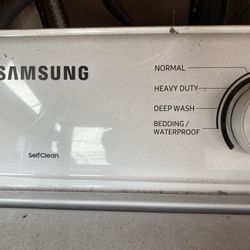 SAMSUNG
NORMAL
HEAVY DUTY
DEEP WASH
BEDDING /
WATERPROOF
SelfClean